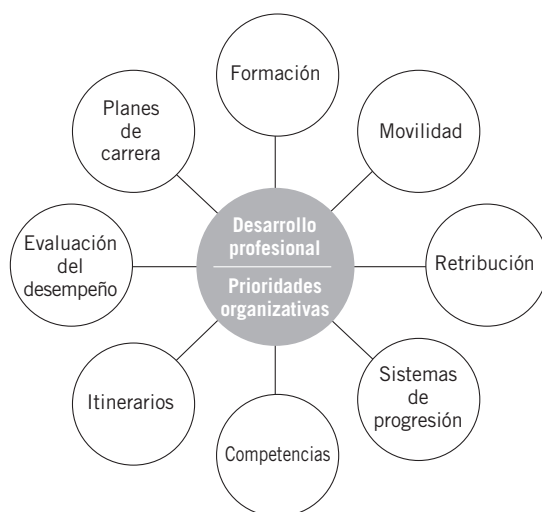 Formación
Planes
de
carrera
Movilidad
Desarrollo
profesional
Prioridades
organizativas
Evaluación
del
desempeño
Retribución
Itinerarios
Sistemas
de
progresión
Competencias